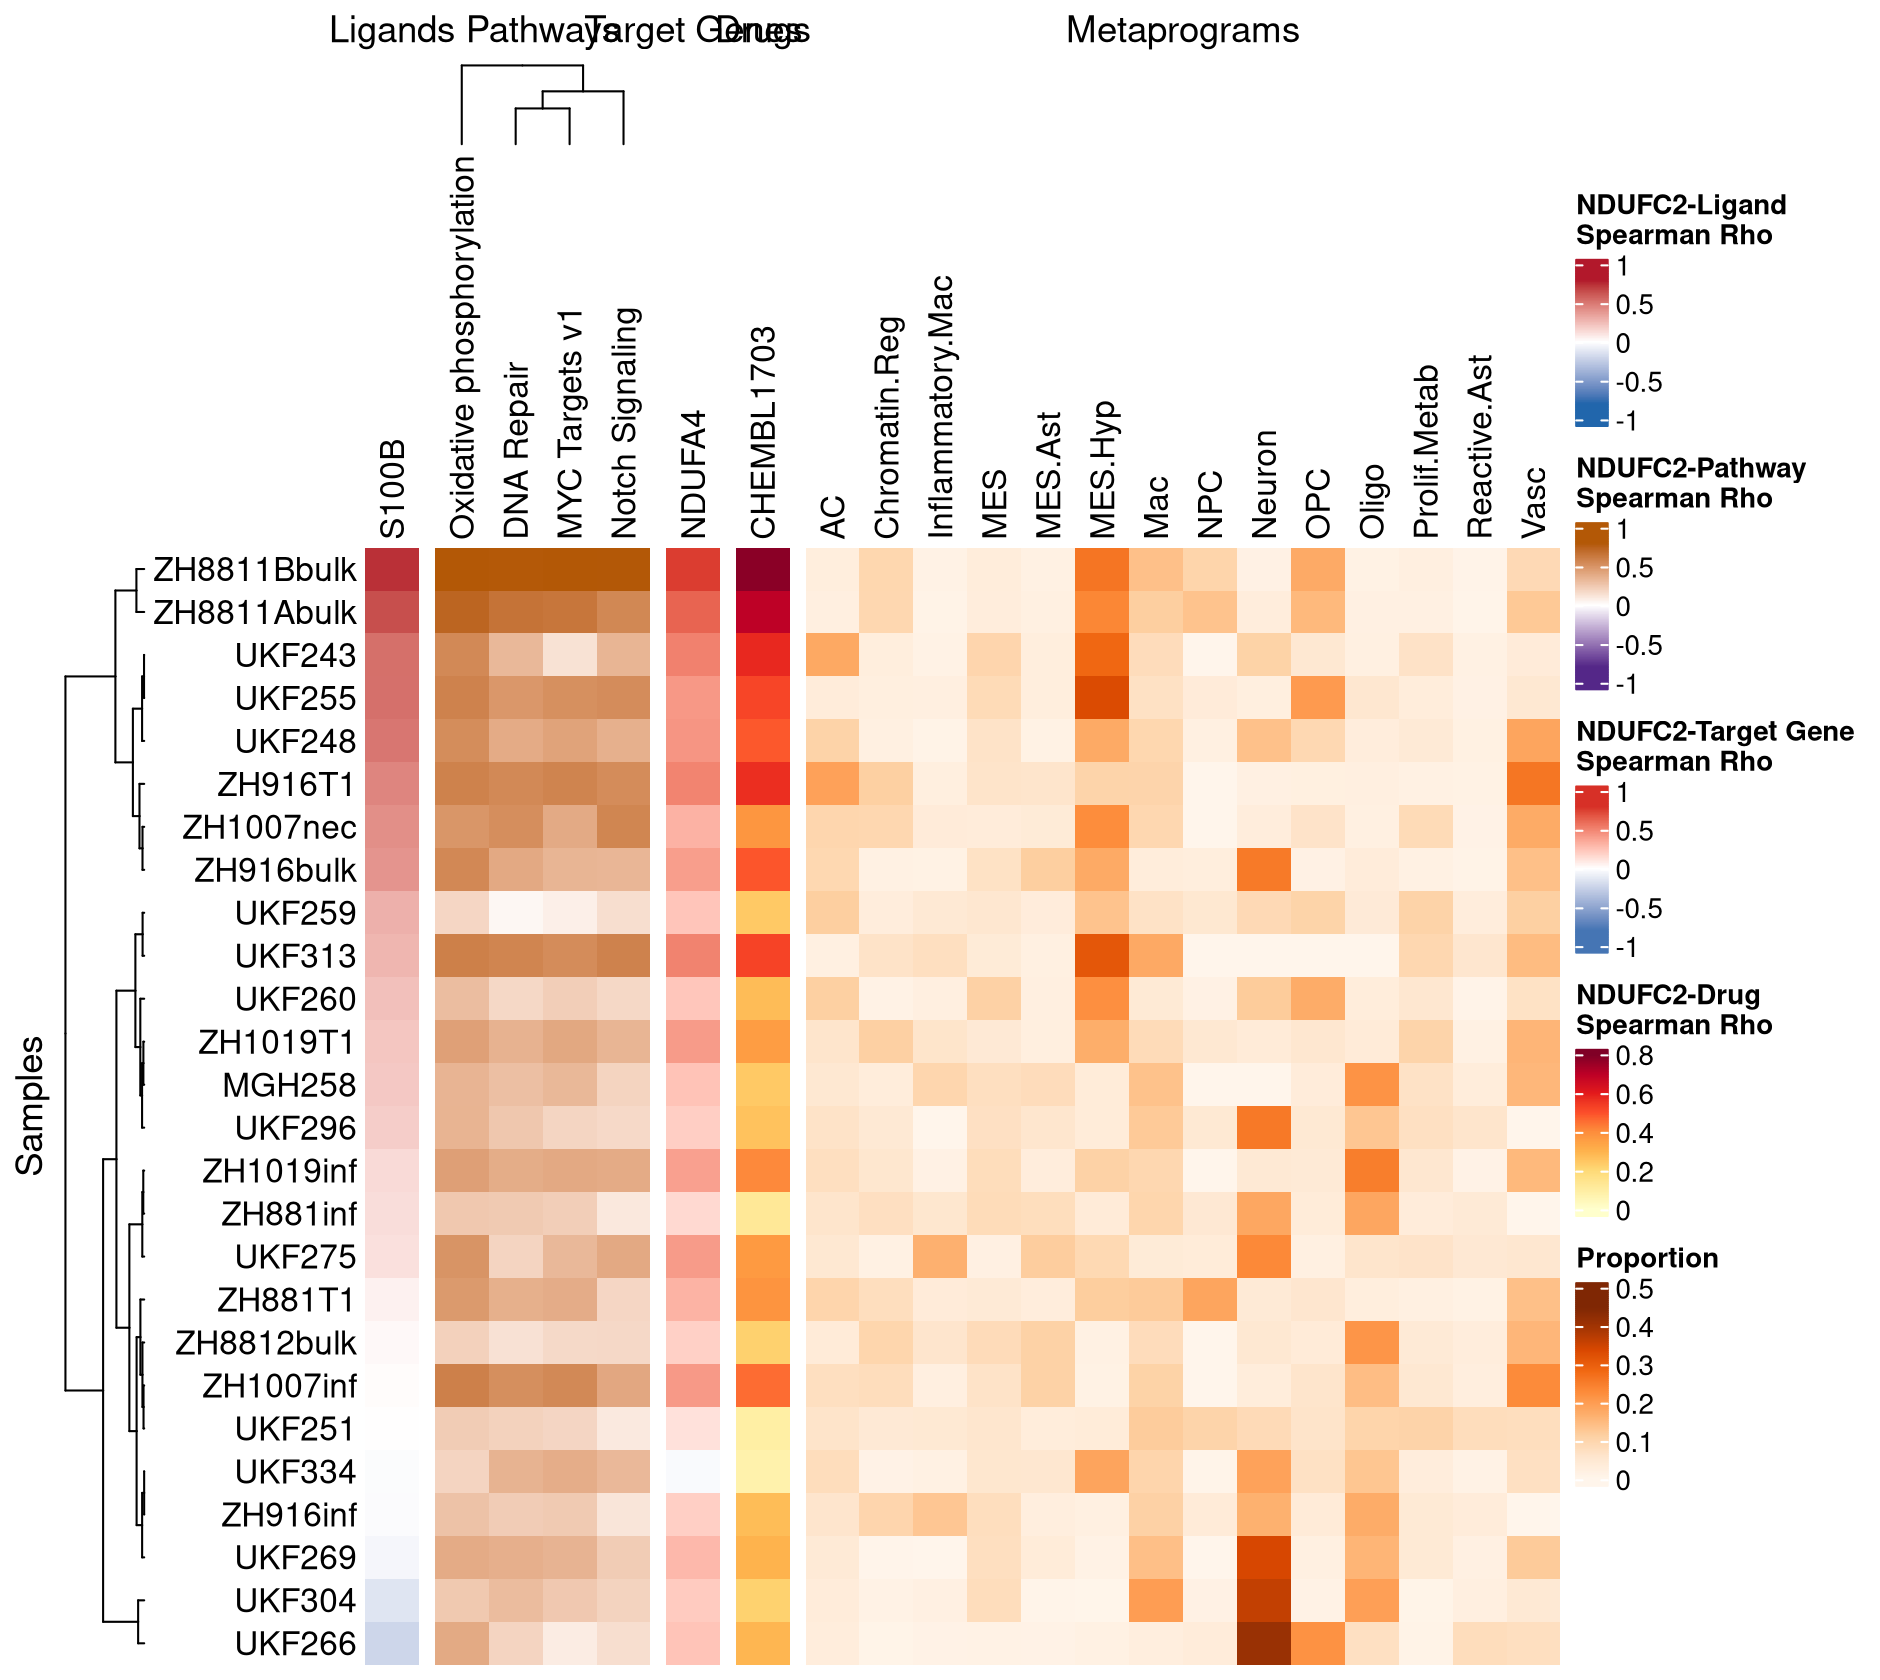 Ligands Pathways Target Genes Drugs Metaprograms
S100B
Oxidative phosphorylation
DNA Repair
MYC Targets v1
Notch Signaling
NDUFA4
CHEMBL1703
AC
Chromatin.Reg
Inflammatory.Mac
MES
MES.Ast
MES.Hyp
Mac
NPC
Neuron
OPC
Oligo
Prolif.Metab
Reactive.Ast
Vasc
Samples
ZH8811Bbulk
ZH8811Abulk
UKF243
UKF255
UKF248
ZH916T1
ZH1007nec
ZH916bulk
UKF259
UKF313
UKF260
ZH1019T1
MGH258
UKF296
ZH1019inf
ZH881inf
UKF275
ZH881T1
ZH8812bulk
ZH1007inf
UKF251
UKF334
ZH916inf
UKF269
UKF304
UKF266
NDUFC2-Ligand
Spearman Rho
1
0.5
0
-0.5
-1
NDUFC2-Pathway
Spearman Rho
1
0.5
0
-0.5
-1
NDUFC2-Target Gene
Spearman Rho
1
0.5
0
-0.5
-1
NDUFC2-Drug
Spearman Rho
0.8
0.6
0.4
0.2
0
Proportion
0.5
0.4
0.3
0.2
0.1
0